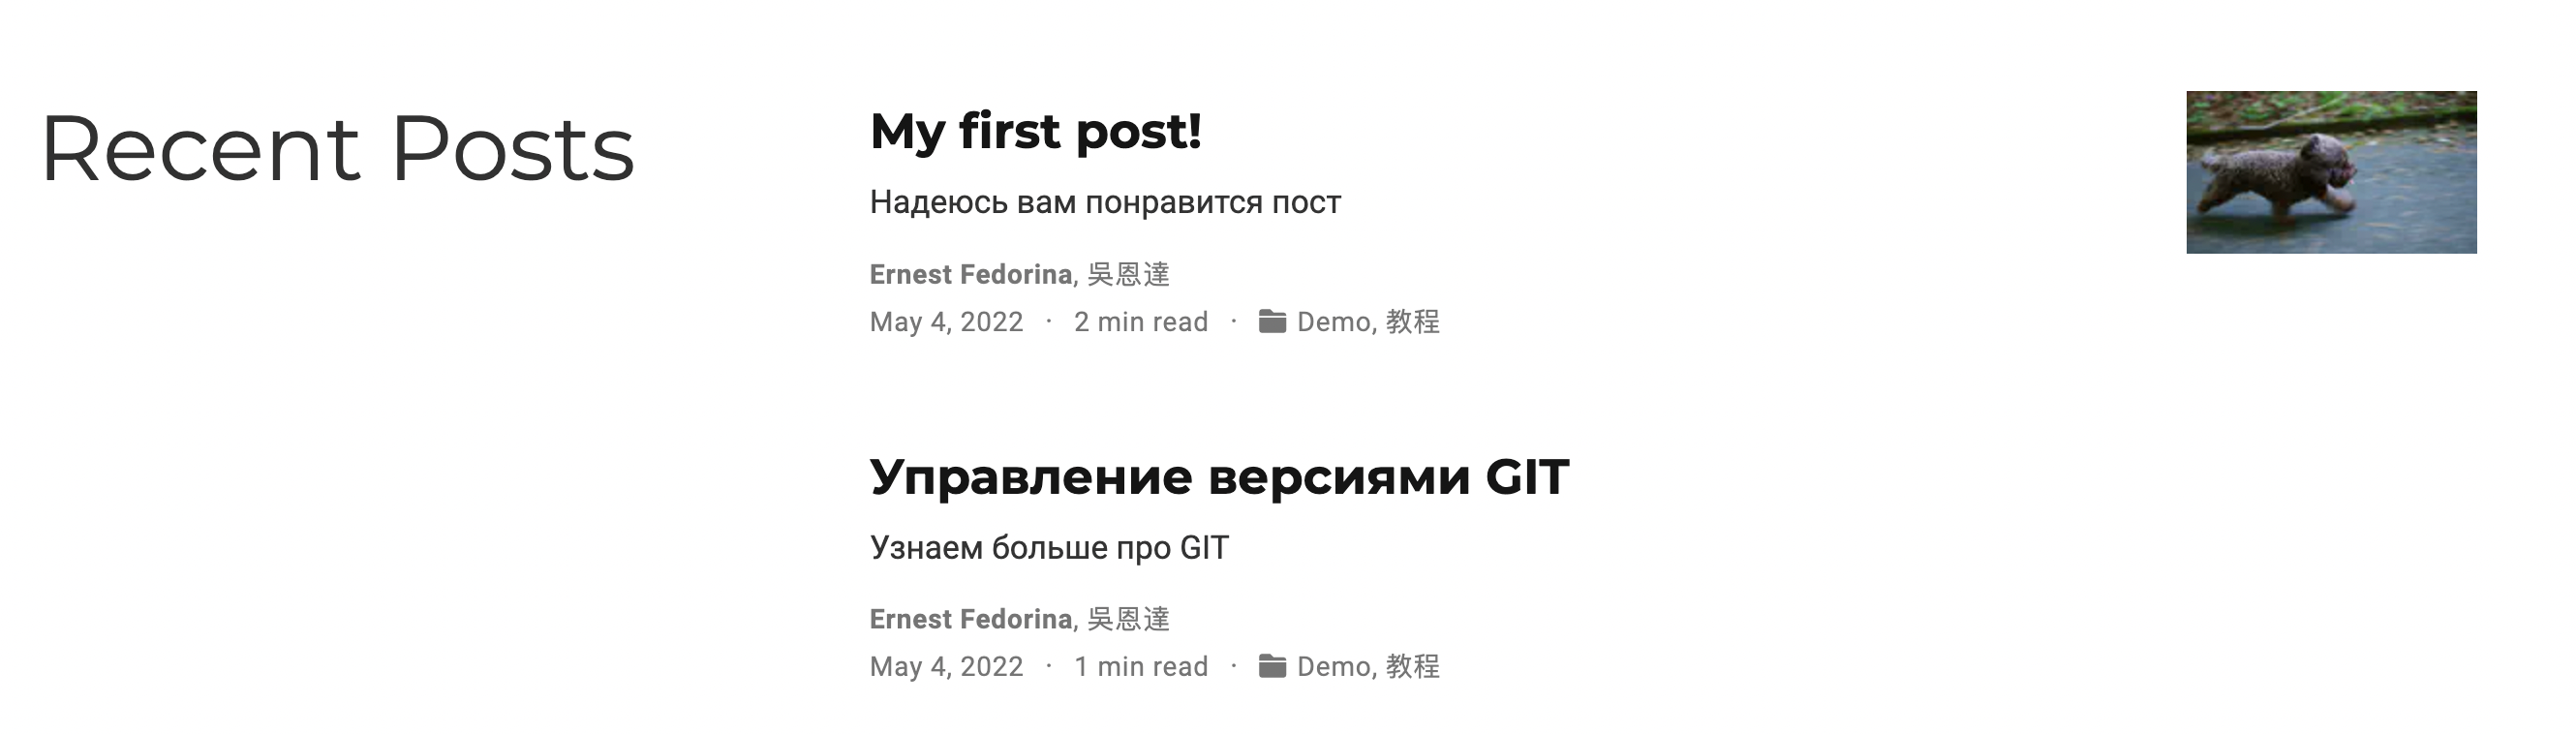 Recent Posts
My first post!
Надеюсь вам понравится пост
Ernest Fedorina, 吳恩達
May 4, 2022 · 2 min read · Demo, 教程
Управление версиями GIT
Узнаем больше про GIT
Ernest Fedorina, 吳恩達
May 4, 2022 · 1 min read · Demo, 教程